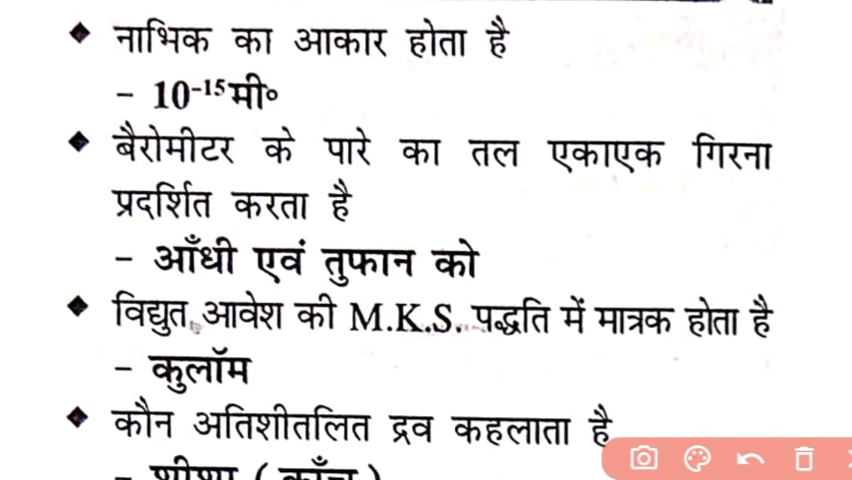 ◆ नाभिक का आकार होता है
– 10⁻¹⁵मी॰
◆ बैरोमीटर के पारे का तल एकाएक गिरना
प्रदर्शित करता है
– आँधी एवं तुफान को
◆ विद्युत आवेश की M.K.S. पद्धति में मात्रक होता है
– कुलॉम
◆ कौन अतिशीतलित द्रव कहलाता है
– शीशा ( काँच )